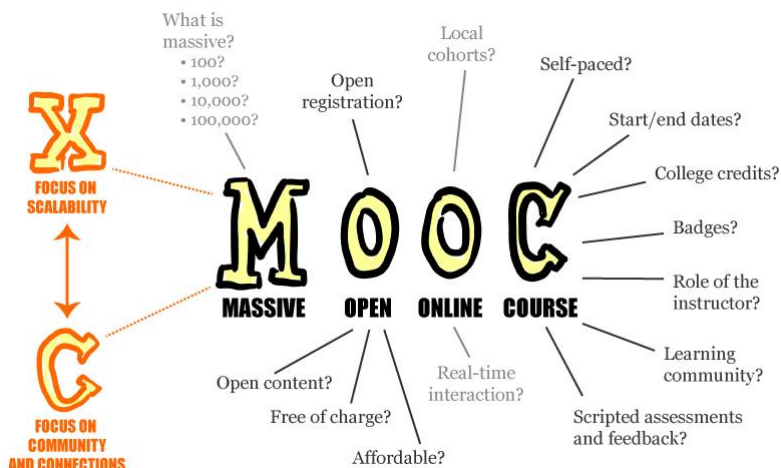 What is
massive?
• 100?
• 1,000?
• 10,000?
• 100,000?
Open
registration?
Local
cohorts?
Self-paced?
Start/end dates?
College credits?
Badges?
Role of the
instructor?
Learning
community?
Scripted assessments
and feedback?
X
FOCUS ON
SCALABILITY
MOOC
MASSIVE OPEN ONLINE COURSE
C
FOCUS ON
COMMUNITY
AND CONNECTIONS
Open content?
Free of charge?
Affordable?
Real-time
interaction?